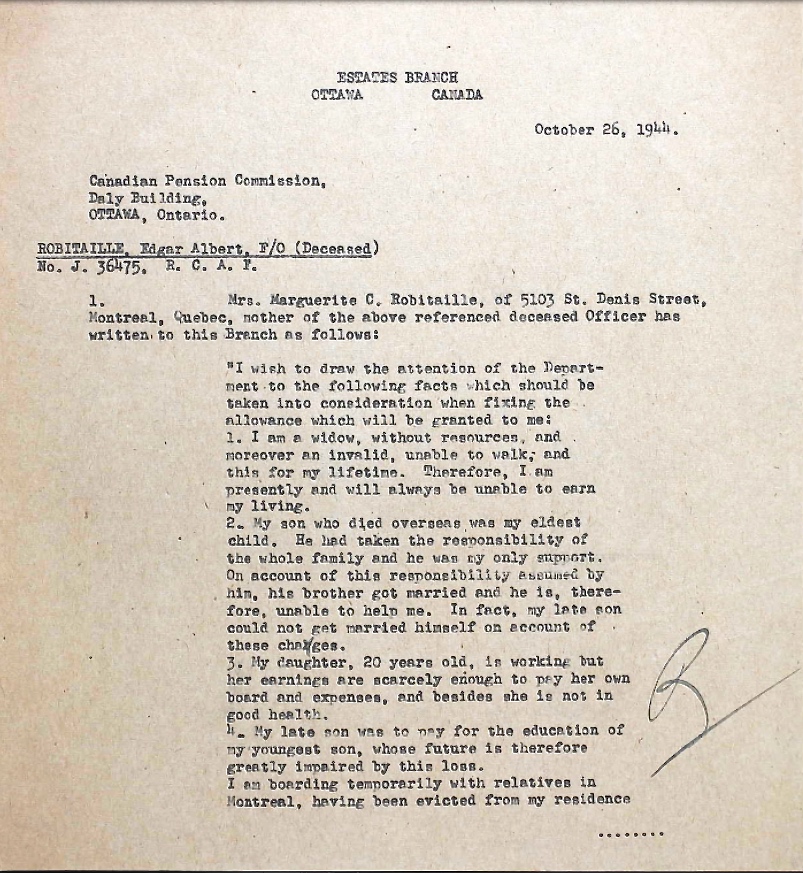 ESTATES BRANCH
OTTAWA CANADA
October 26, 1944.
Canadian Pension Commission,
Daly Building,
OTTAWA, Ontario.
ROBITAILLE, Edgar Albert, F/O (Deceased)
No. J. 36475, R. C. A. F.
1. Mrs. Marguerite C. Robitaille, of 5103 St. Denis Street,
Montreal, Quebec, mother of the above referenced deceased Officer has
written to this Branch as follows:
"I wish to draw the attention of the Depart-
ment to the following facts which should be
taken into consideration when fixing the
allowance which will be granted to me:
1. I am a widow, without resources, and
moreover an invalid, unable to walk, and
this for my lifetime. Therefore, I am
presently and will always be unable to earn
my living.
2. My son who died overseas was my eldest
child. He had taken the responsibility of
the whole family and he was my only support.
On account of this responsibility assumed by
him, his brother got married and he is, there-
fore, unable to help me. In fact, my late son
could not get married himself on account of
these charges.
3. My daughter, 20 years old, is working but
her earnings are scarcely enough to pay her own
board and expenses, and besides she is not in
good health.
4. My late son was to pay for the education of
my youngest son, whose future is therefore
greatly impaired by this loss.
I am boarding temporarily with relatives in
Montreal, having been evicted from my residence
........